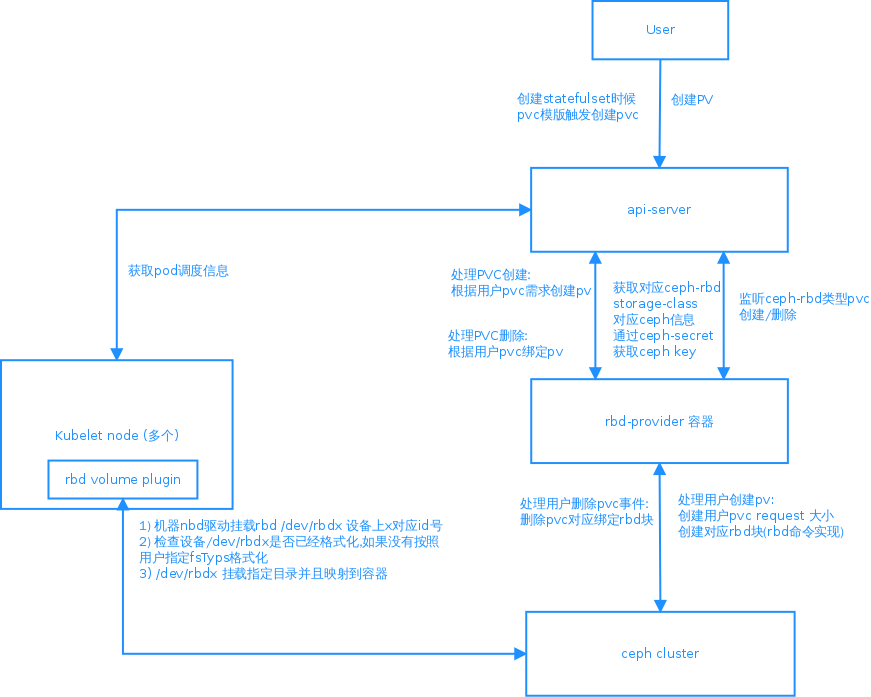 User
创建statefulset时候
pvc模版触发创建pvc
创建PV
api-server
获取pod调度信息
处理PVC创建:
根据用户pvc需求创建pv
处理PVC删除:
根据用户pvc绑定pv
获取对应ceph-rbd
storage-class
对应ceph信息
通过ceph-secret
获取ceph key
监听ceph-rbd类型pvc
创建/删除
Kubelet node (多个)
rbd volume plugin
rbd-provider 容器
处理用户删除pvc事件:
删除pvc对应绑定rbd块
处理用户创建pv:
创建用户pvc request 大小
创建对应rbd块(rbd命令实现)
1) 机器nbd驱动挂载rbd /dev/rbdx 设备上x对应id号
2) 检查设备/dev/rbdx是否已经格式化,如果没有按照
用户指定fsTyps格式化
3) /dev/rbdx 挂载指定目录并且映射到容器
ceph cluster